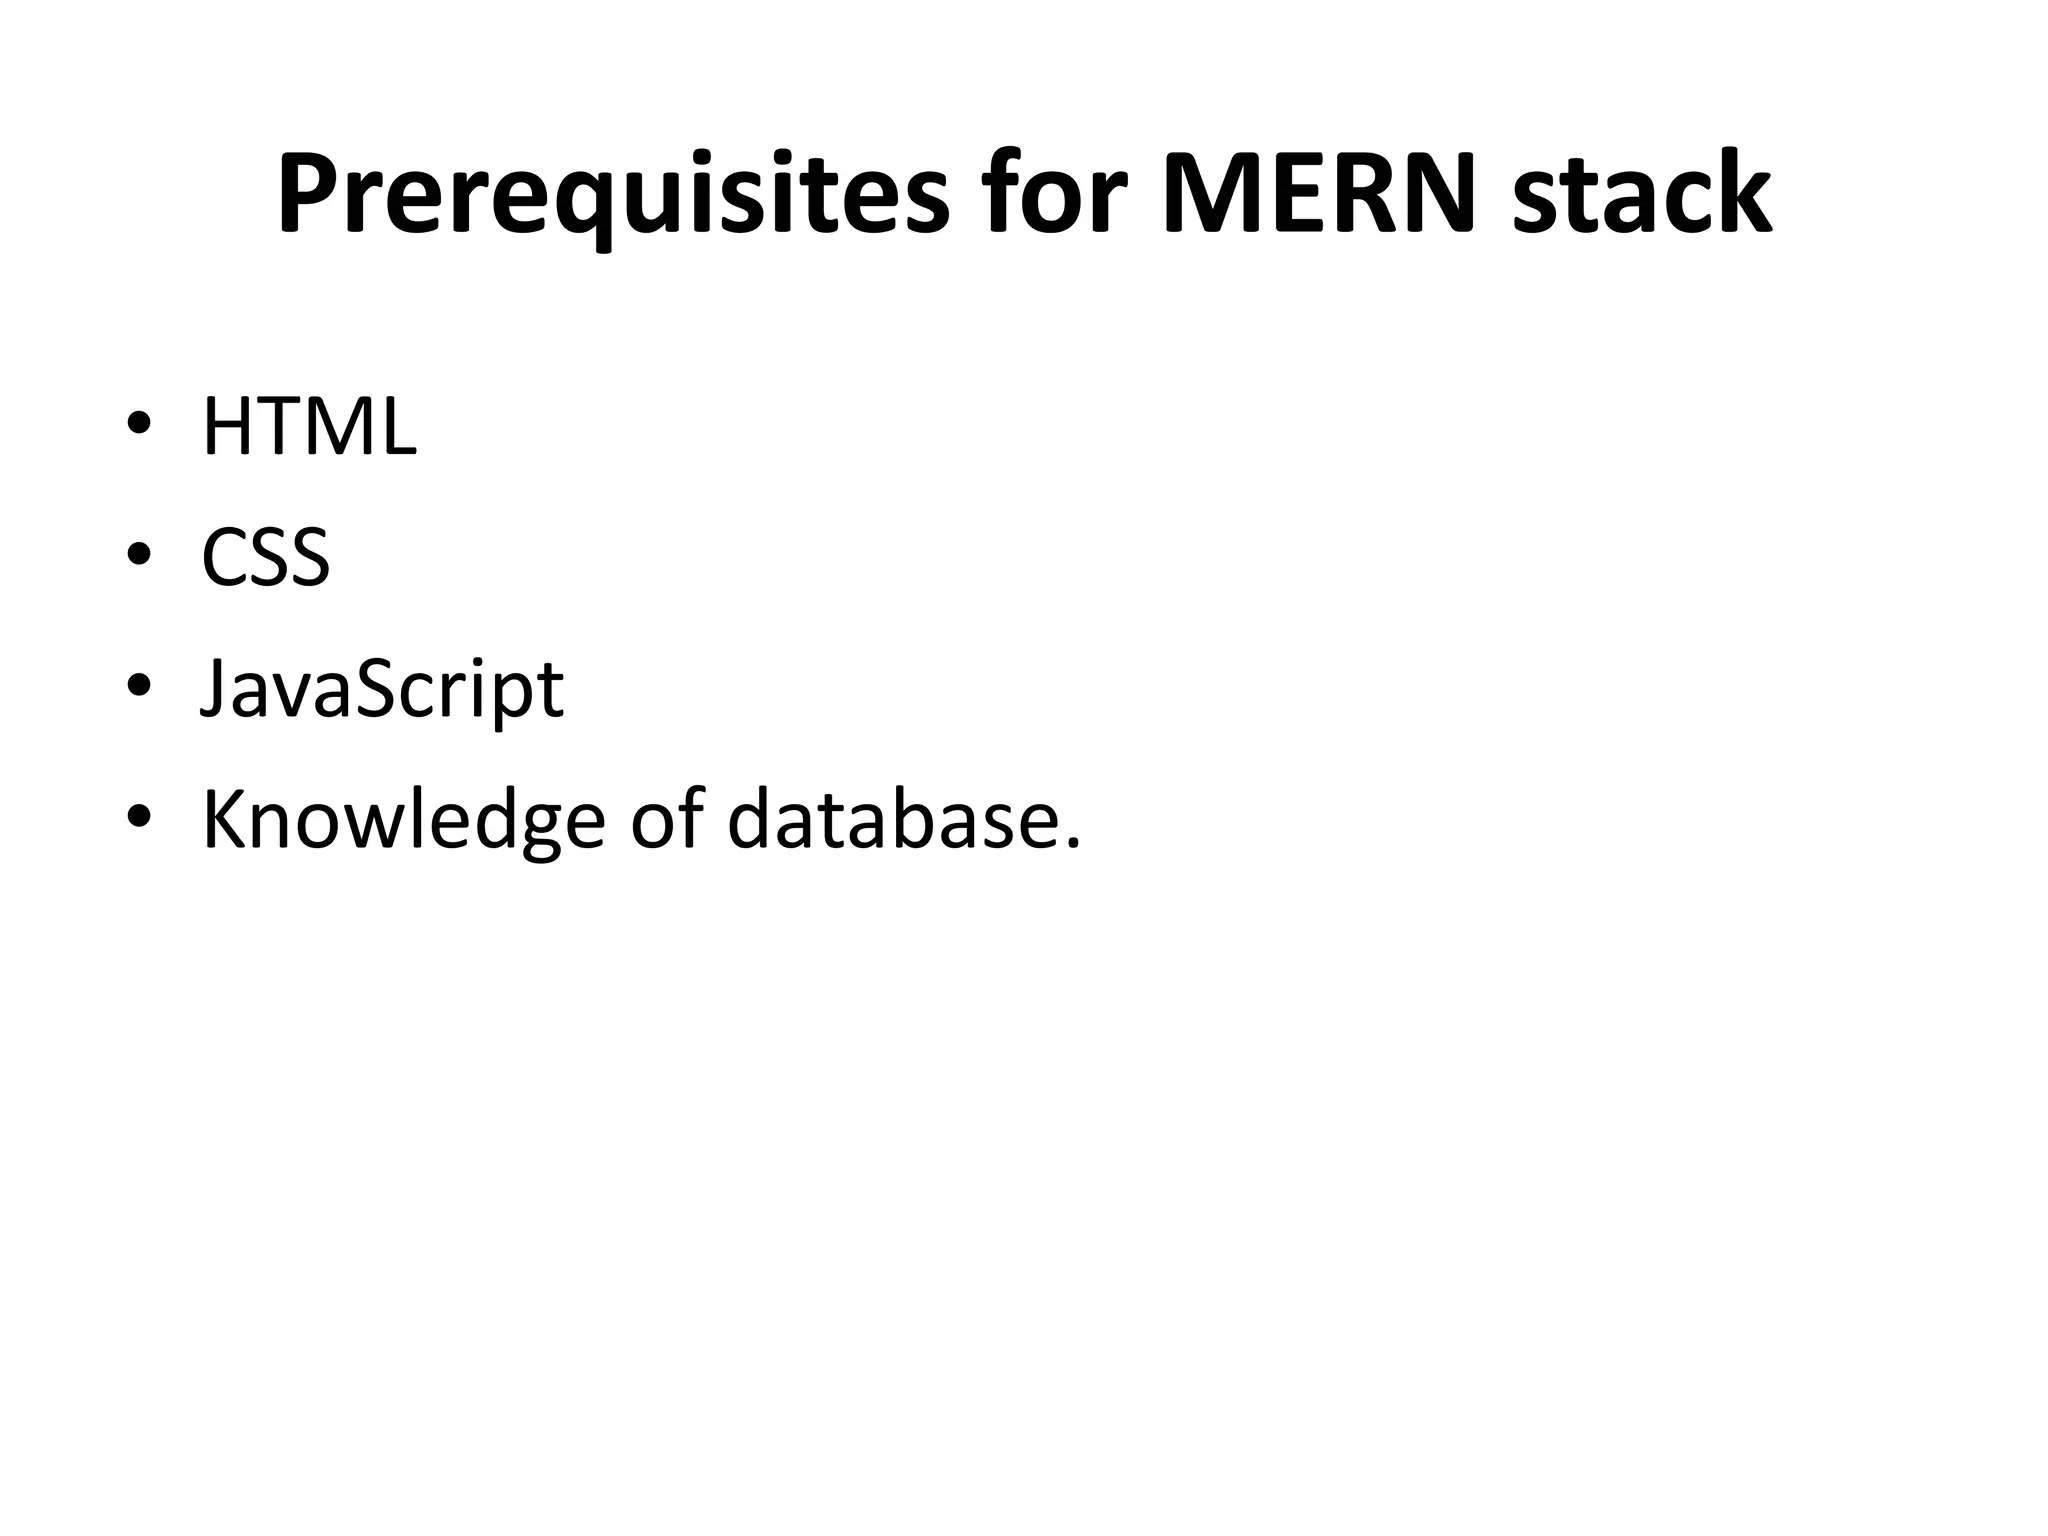 Prerequisites for MERN stack
• HTML
• CSS
• JavaScript
• Knowledge of database.